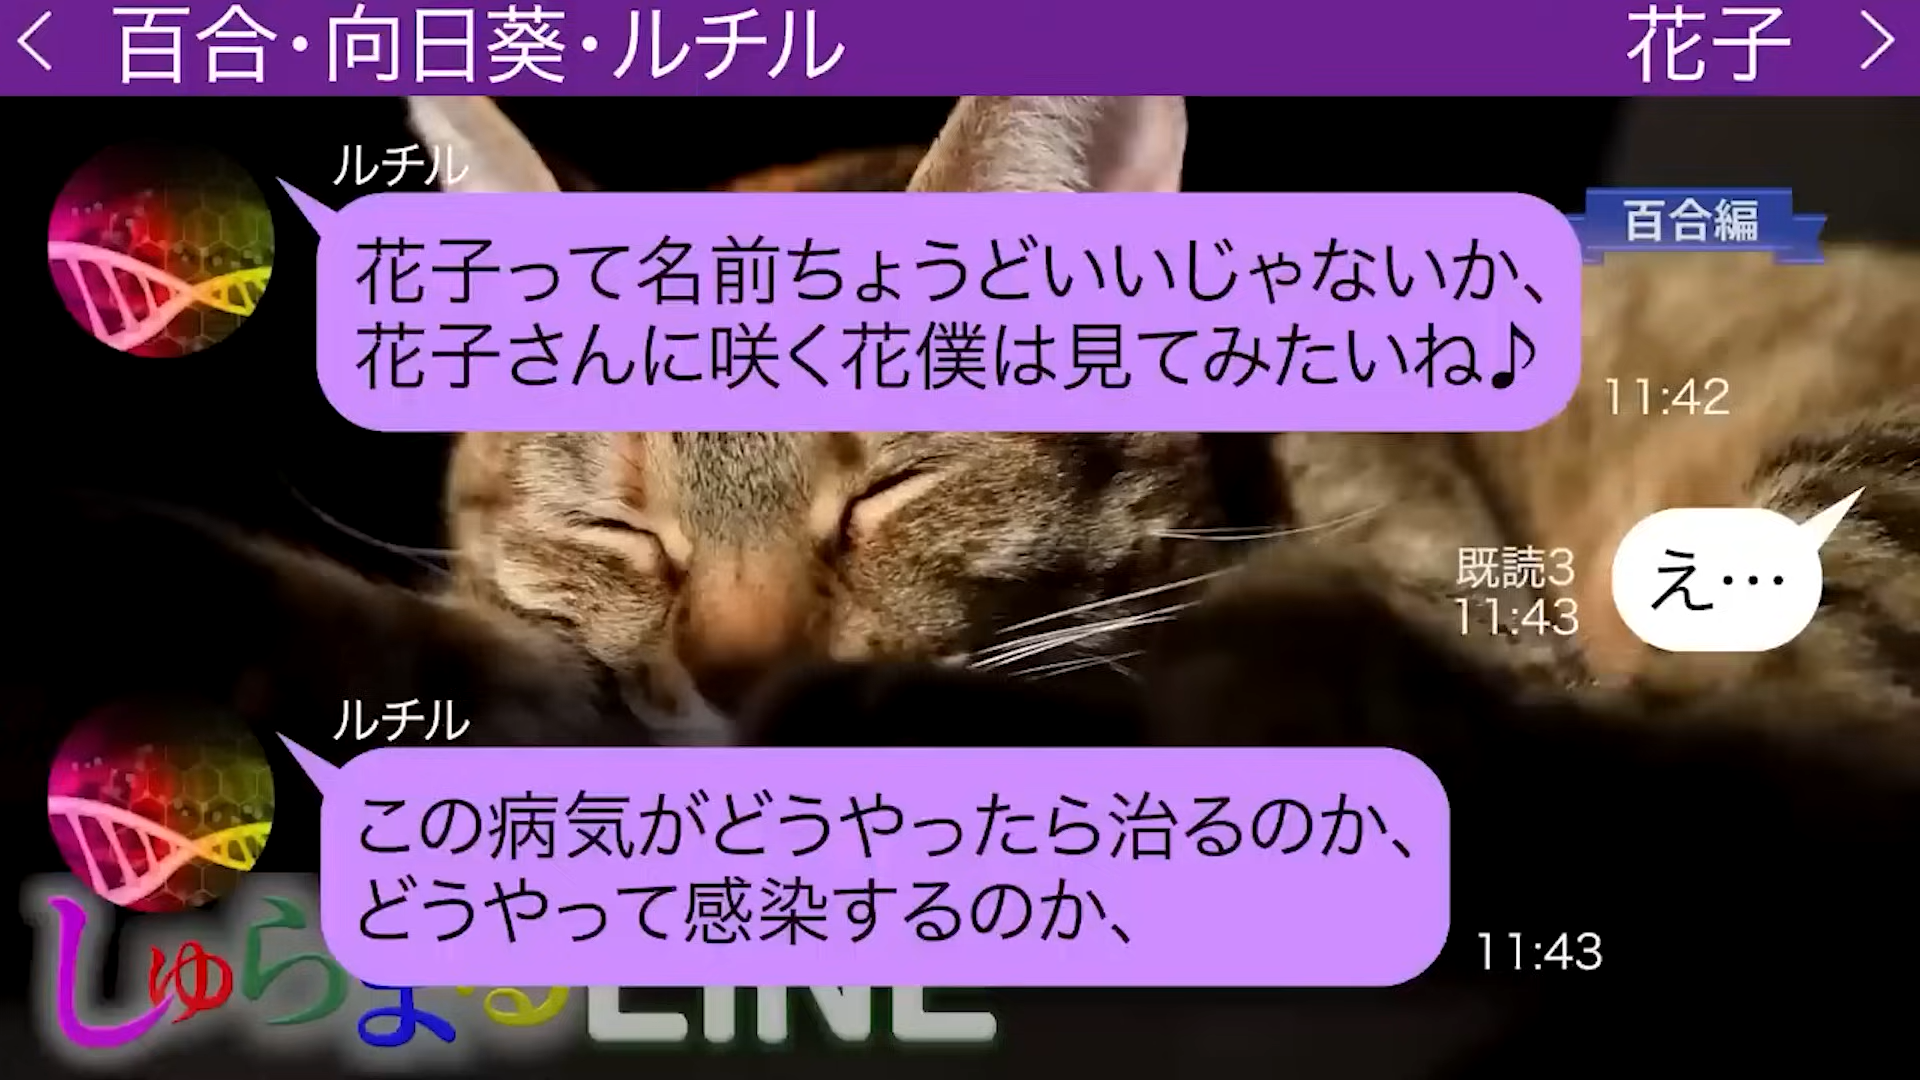 百合・向日葵・ルチル
花子
ルチル
百合編
花子って名前ちょうどいいじゃないか、
花子さんに咲く花僕は見てみたいね♪
11:42
え…
既読3
11:43
ルチル
この病気がどうやったら治るのか、
どうやって感染するのか、
11:43
しゅらまるLINE